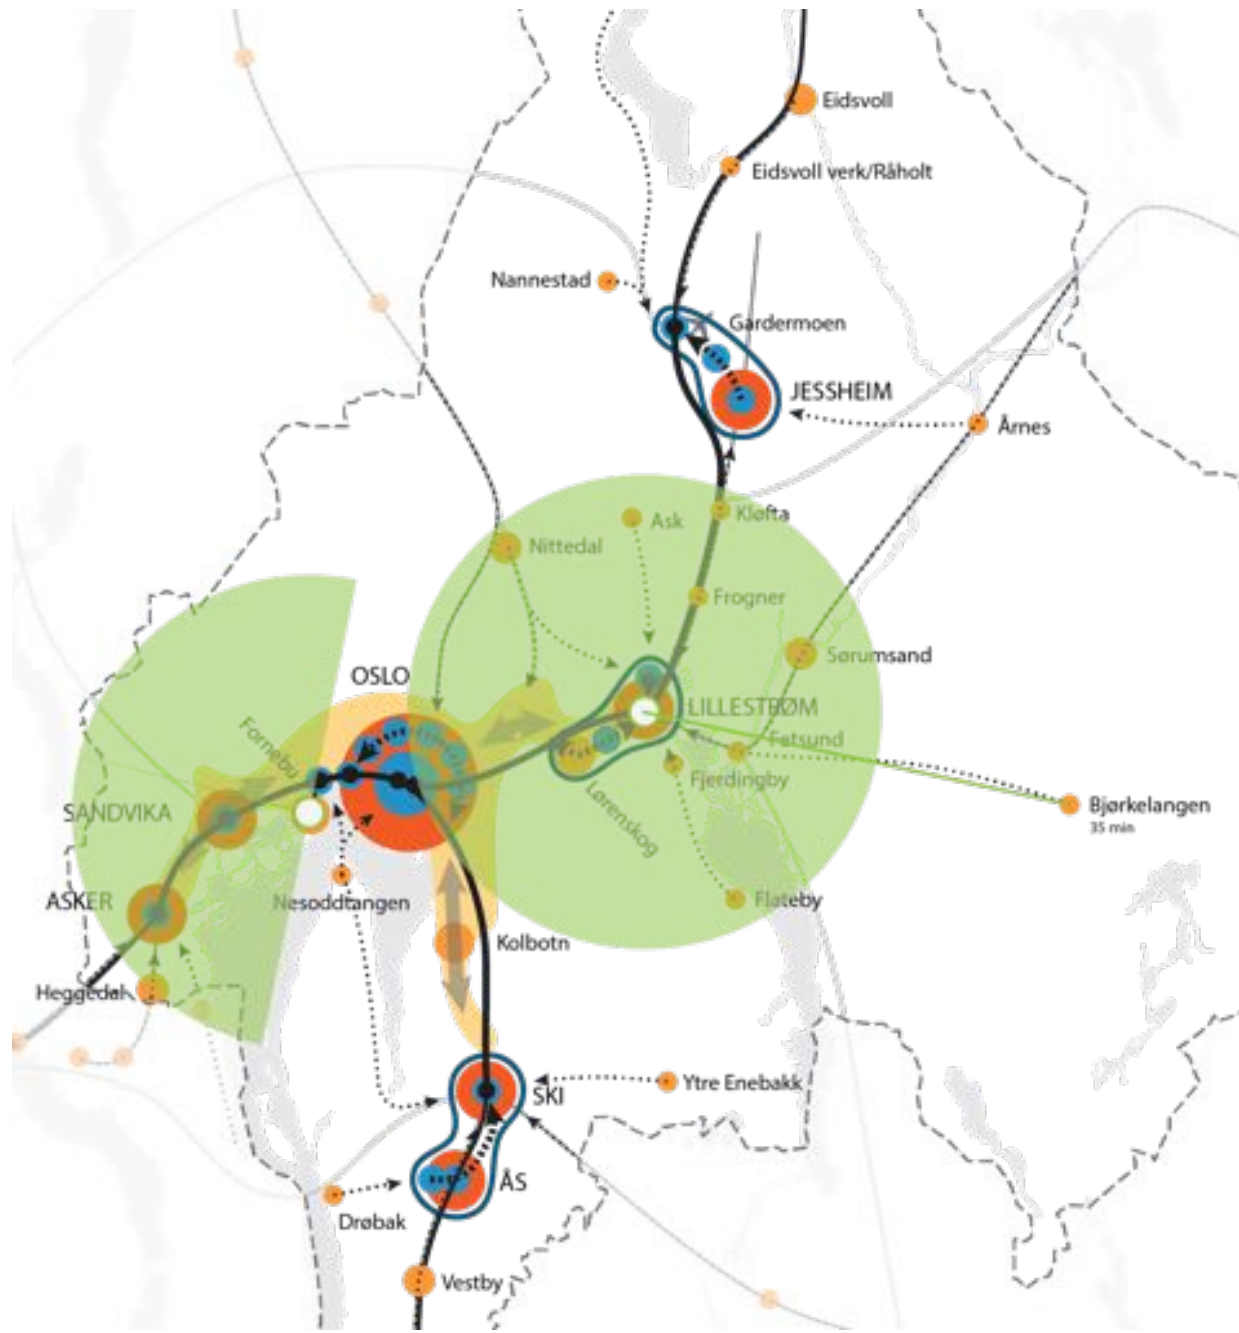 Eidsvoll
Eidsvoll verk/Råholt
Nannestad
Gardermoen
JESSHEIM
Årnes
Ask
Kløfta
Nittedal
Frogner
Sørumsand
OSLO
LILLESTRØM
Fornebu
Fetsund
Fjerdingby
SANDVIKA
Lørenskog
Bjørkelangen
35 min
ASKER
Nesoddtangen
Flateby
Kolbotn
Heggedal
Ytre Enebakk
SKI
ÅS
Drøbak
Vestby